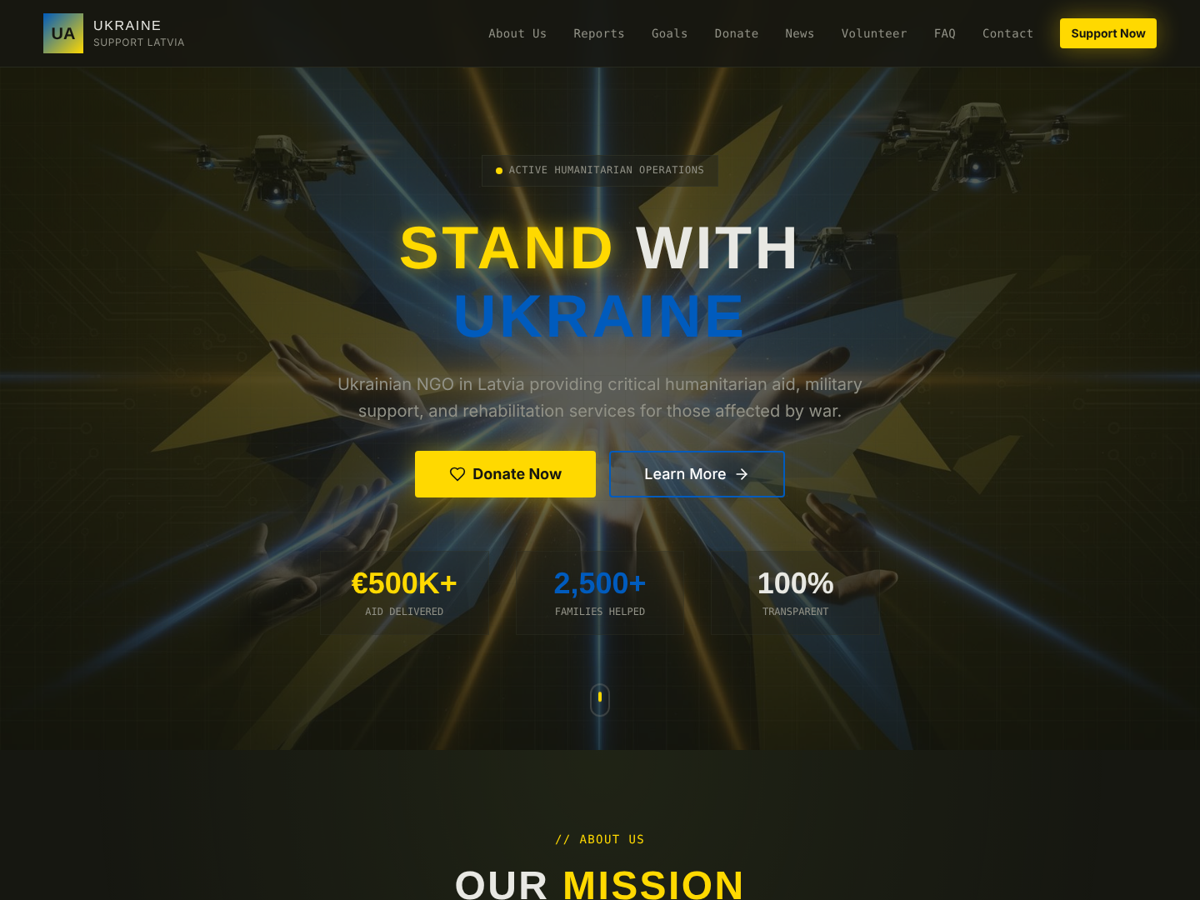 UA
UKRAINE
SUPPORT LATVIA
About Us
Reports
Goals
Donate
News
Volunteer
FAQ
Contact
Support Now
ACTIVE HUMANITARIAN OPERATIONS
STAND WITH
UKRAINE
Ukrainian NGO in Latvia providing critical humanitarian aid, military
support, and rehabilitation services for those affected by war.
Donate Now
Learn More
€500K+
AID DELIVERED
2,500+
FAMILIES HELPED
100%
TRANSPARENT
// ABOUT US
OUR MISSION